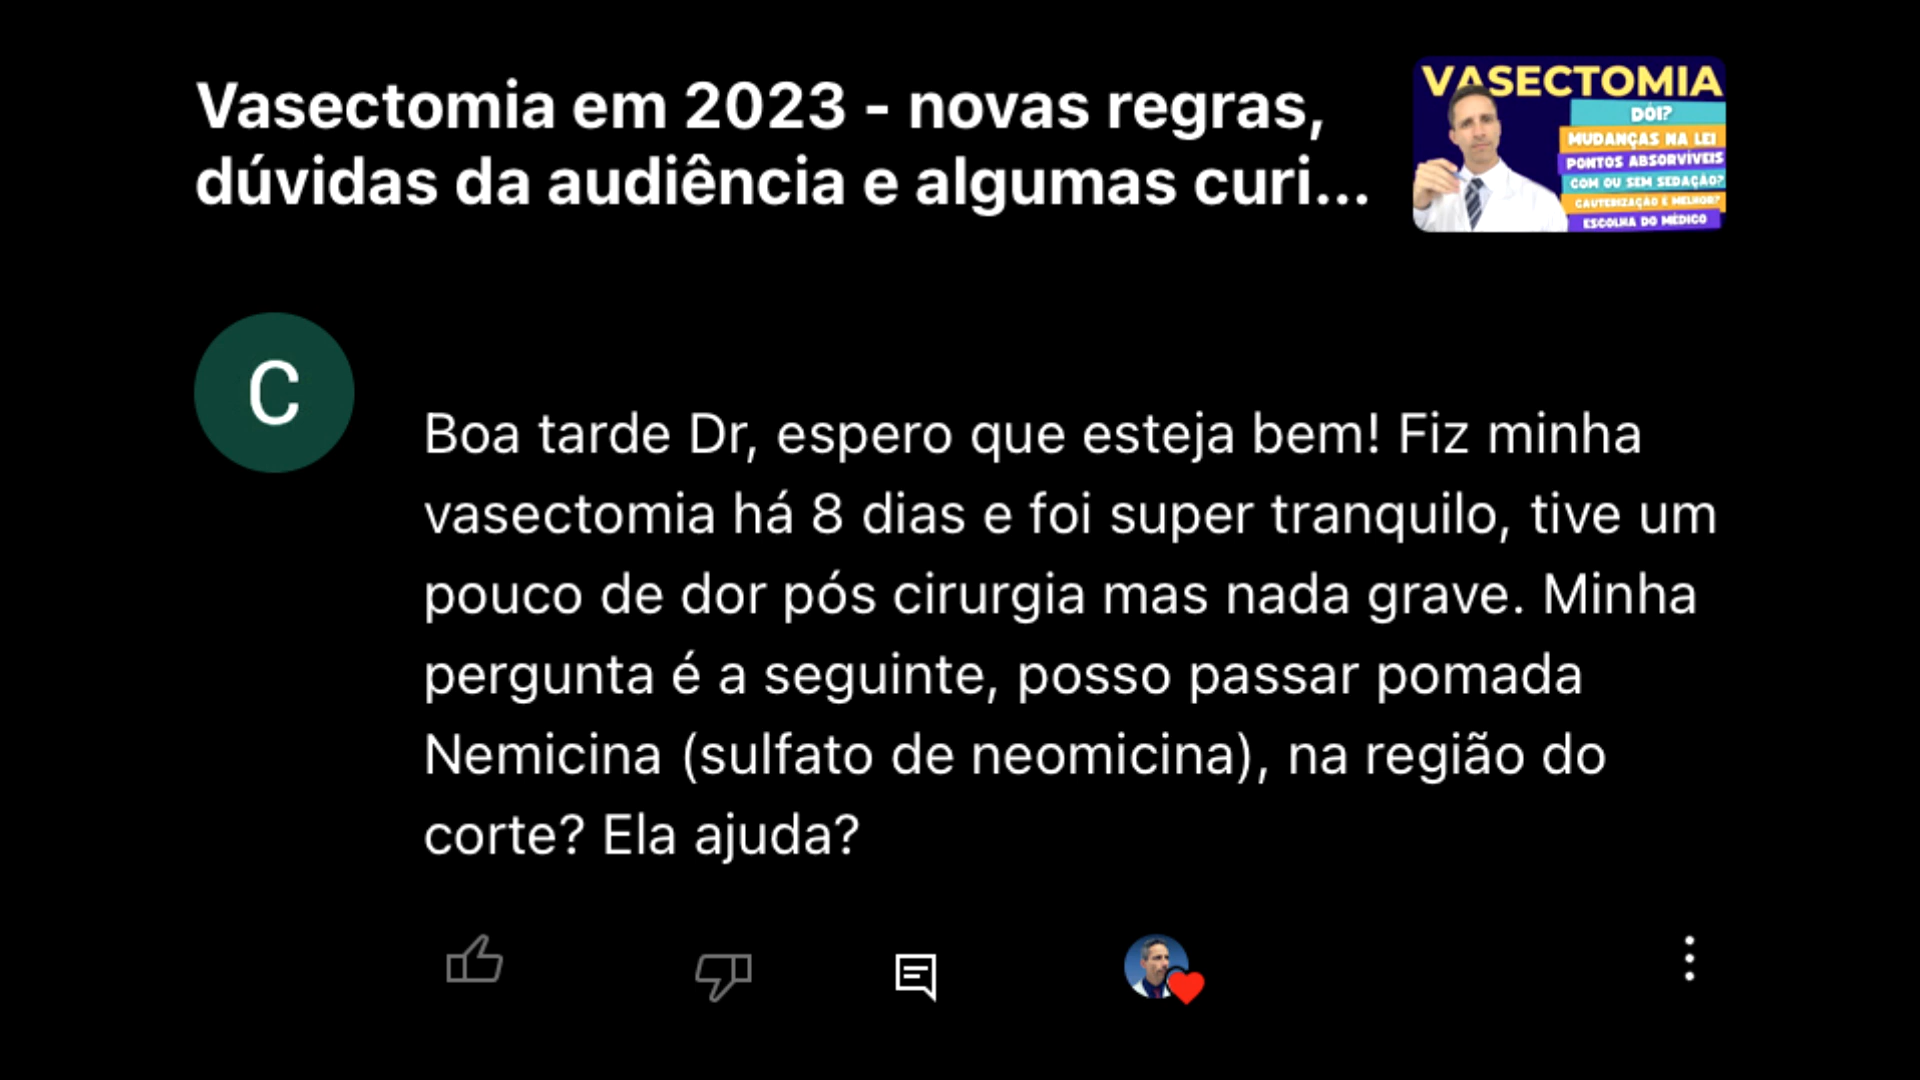 Vasectomia em 2023 - novas regras,
dúvidas da audiência e algumas curi...
VASECTOMIA
DÓI?
MUDANÇAS NA LEI
PONTOS ABSORVÍVEIS
COM OU SEM SEDAÇÃO?
CAUTERIZAÇÃO É MELHOR?
ESCOLHA DO MÉDICO
C
Boa tarde Dr, espero que esteja bem! Fiz minha
vasectomia há 8 dias e foi super tranquilo, tive um
pouco de dor pós cirurgia mas nada grave. Minha
pergunta é a seguinte, posso passar pomada
Nemicina (sulfato de neomicina), na região do
corte? Ela ajuda?